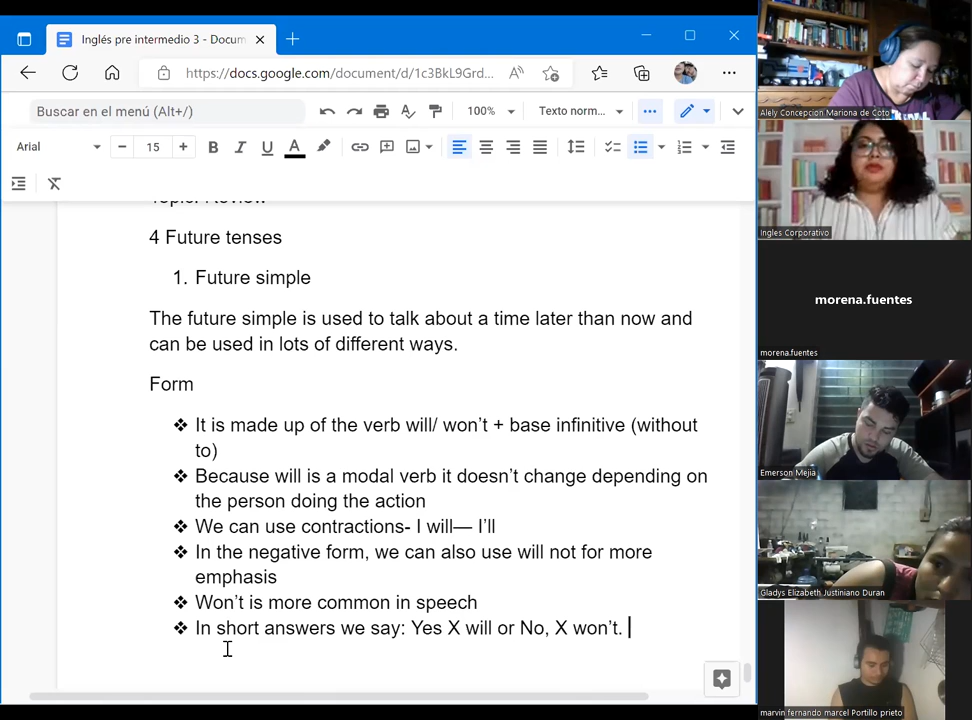 Inglés pre intermedio 3 - Docum
https://docs.google.com/document/d/1c3BkL9Grd...
Buscar en el menú (Alt+/)
100%
Texto norm...
Arial
15
4 Future tenses
1. Future simple
The future simple is used to talk about a time later than now and
can be used in lots of different ways.
Form
❖ It is made up of the verb will/ won't + base infinitive (without
to)
❖ Because will is a modal verb it doesn't change depending on
the person doing the action
❖ We can use contractions- I will— I'll
❖ In the negative form, we can also use will not for more
emphasis
❖ Won't is more common in speech
❖ In short answers we say: Yes X will or No, X won't.
Alely Concepcion Mariona de Coto
Ingles Corporativo
morena.fuentes
morena.fuentes
Emerson Mejia
Gladys Elizabeth Justiniano Duran
marvin fernando marcel Portillo prieto